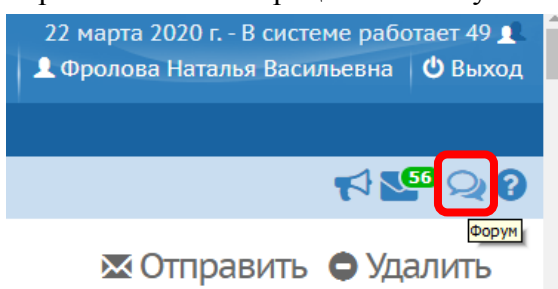 22 марта 2020 г. - В системе работает 49
Фролова Наталья Васильевна Выход
56 ?
Форум
Отправить Удалить